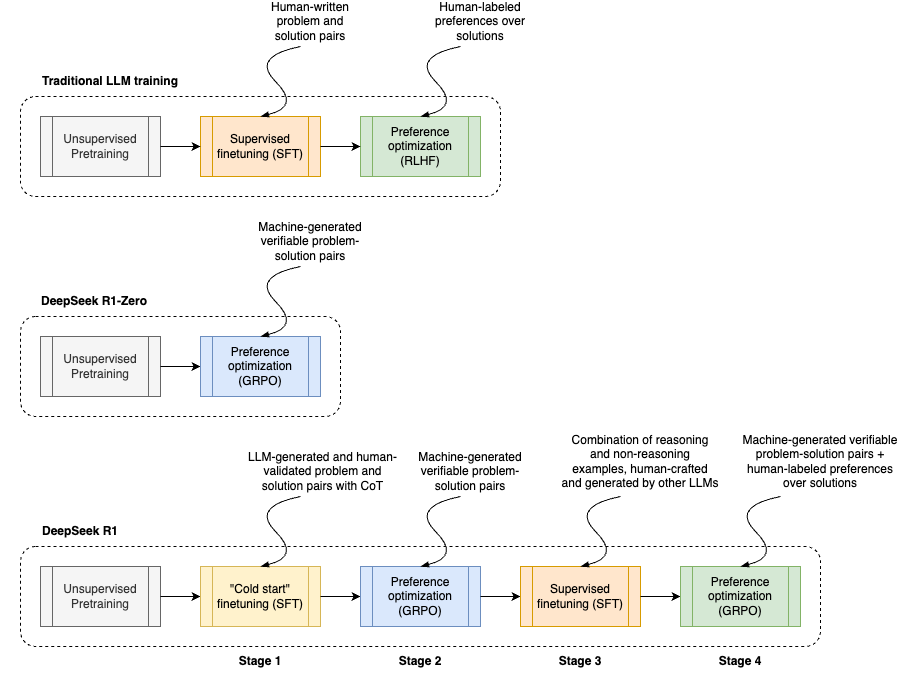 Human-written
problem and
solution pairs
Human-labeled
preferences over
solutions
Traditional LLM training
Unsupervised
Pretraining
Supervised
finetuning (SFT)
Preference
optimization
(RLHF)
Machine-generated
verifiable problem-
solution pairs
DeepSeek R1-Zero
Unsupervised
Pretraining
Preference
optimization
(GRPO)
LLM-generated and human-
validated problem and
solution pairs with CoT
Machine-generated
verifiable problem-
solution pairs
Combination of reasoning
and non-reasoning
examples, human-crafted
and generated by other LLMs
Machine-generated verifiable
problem-solution pairs +
human-labeled preferences
over solutions
DeepSeek R1
Unsupervised
Pretraining
"Cold start"
finetuning (SFT)
Preference
optimization
(GRPO)
Supervised
finetuning (SFT)
Preference
optimization
(GRPO)
Stage 1
Stage 2
Stage 3
Stage 4